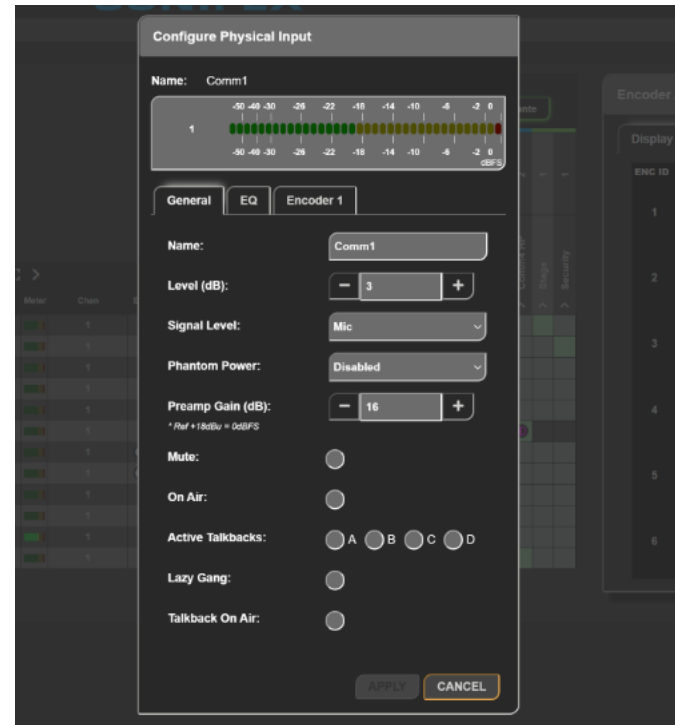 Configure Physical Input
Name: Comm1
-50 -40 -30 -26 -22 -18 -14 -10 -6 -2 0
1
-50 -40 -30 -26 -22 -18 -14 -10 -6 -2 0
dBFS
General EQ Encoder 1
Name: Comm1
Level (dB): − 3 +
Signal Level: Mic
Phantom Power: Disabled
Preamp Gain (dB): − 16 +
* Ref +18dBu = 0dBFS
Mute:
On Air:
Active Talkbacks: A B C D
Lazy Gang:
Talkback On Air:
APPLY CANCEL
Meter Chan
1
1
1
1
1
1
1
1
1
1
1
1
Stage
Security
Encoder
Display
ENC ID
1
2
3
4
5
6